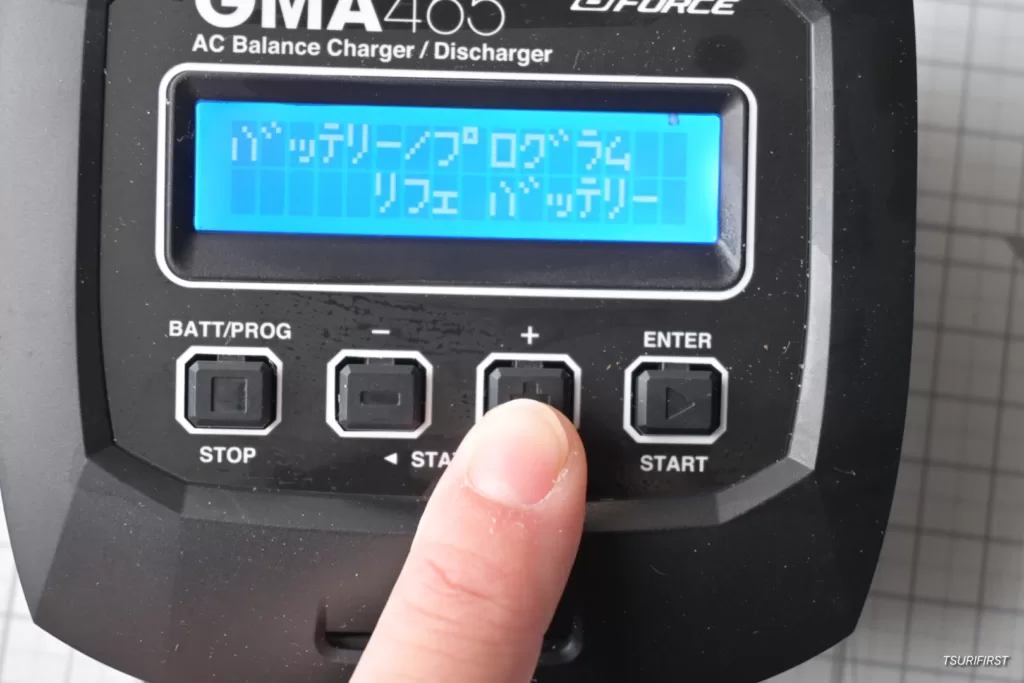 GMA465
G FORCE
AC Balance Charger / Discharger
バッテリー/プログラム
リフェ バッテリー
BATT/PROG
−
+
ENTER
STOP
◄ STA
START
TSURIFIRST